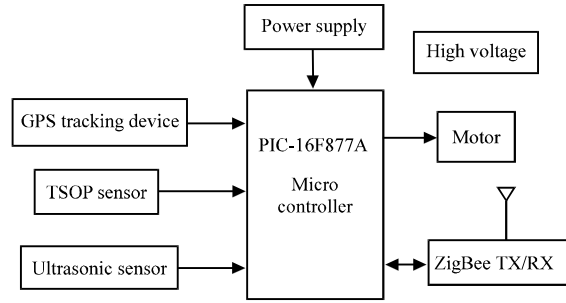 Power supply
High voltage
GPS tracking device
PIC-16F877A
Motor
Micro
controller
TSOP sensor
Ultrasonic sensor
ZigBee TX/RX